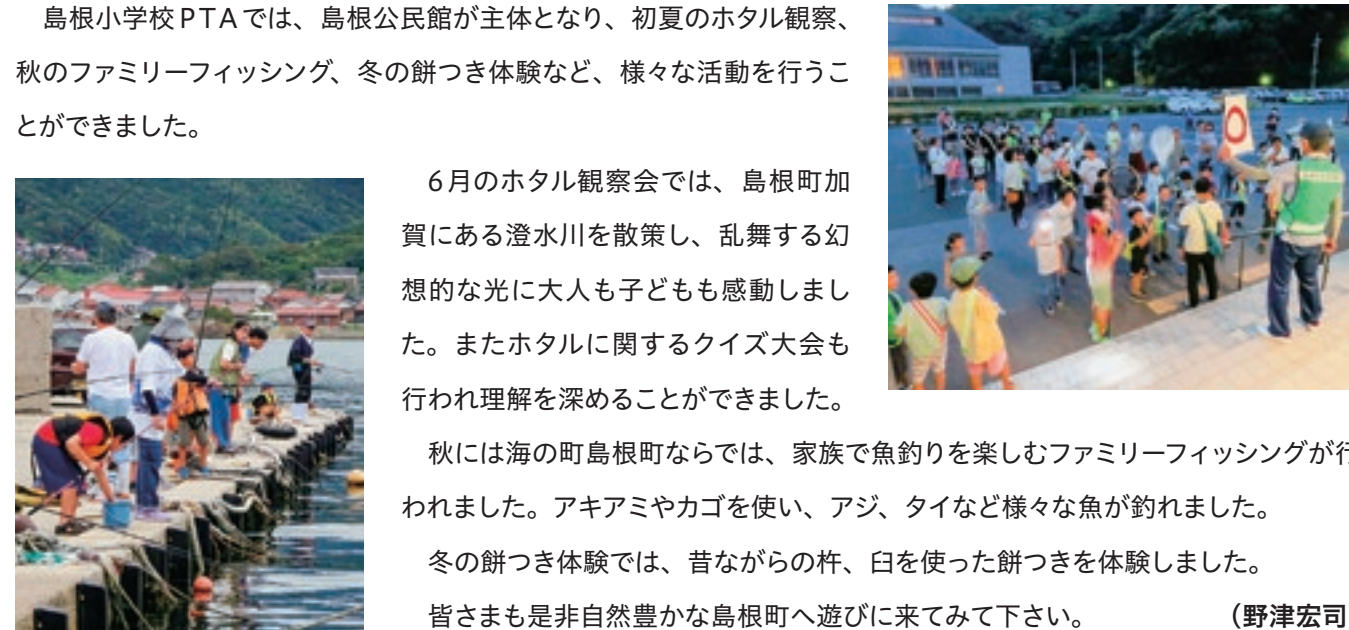 島根小学校PTAでは、島根公民館が主体となり、初夏のホタル観察、
秋のファミリーフィッシング、冬の餅つき体験など、様々な活動を行うこ
とができました。
6月のホタル観察会では、島根町加
賀にある澄水川を散策し、乱舞する幻
想的な光に大人も子どもも感動しまし
た。またホタルに関するクイズ大会も
行われ理解を深めることができました。
秋には海の町島根町ならでは、家族で魚釣りを楽しむファミリーフィッシングが行
われました。アキアミやカゴを使い、アジ、タイなど様々な魚が釣れました。
冬の餅つき体験では、昔ながらの杵、臼を使った餅つきを体験しました。
皆さまも是非自然豊かな島根町へ遊びに来てみて下さい。 (野津宏司